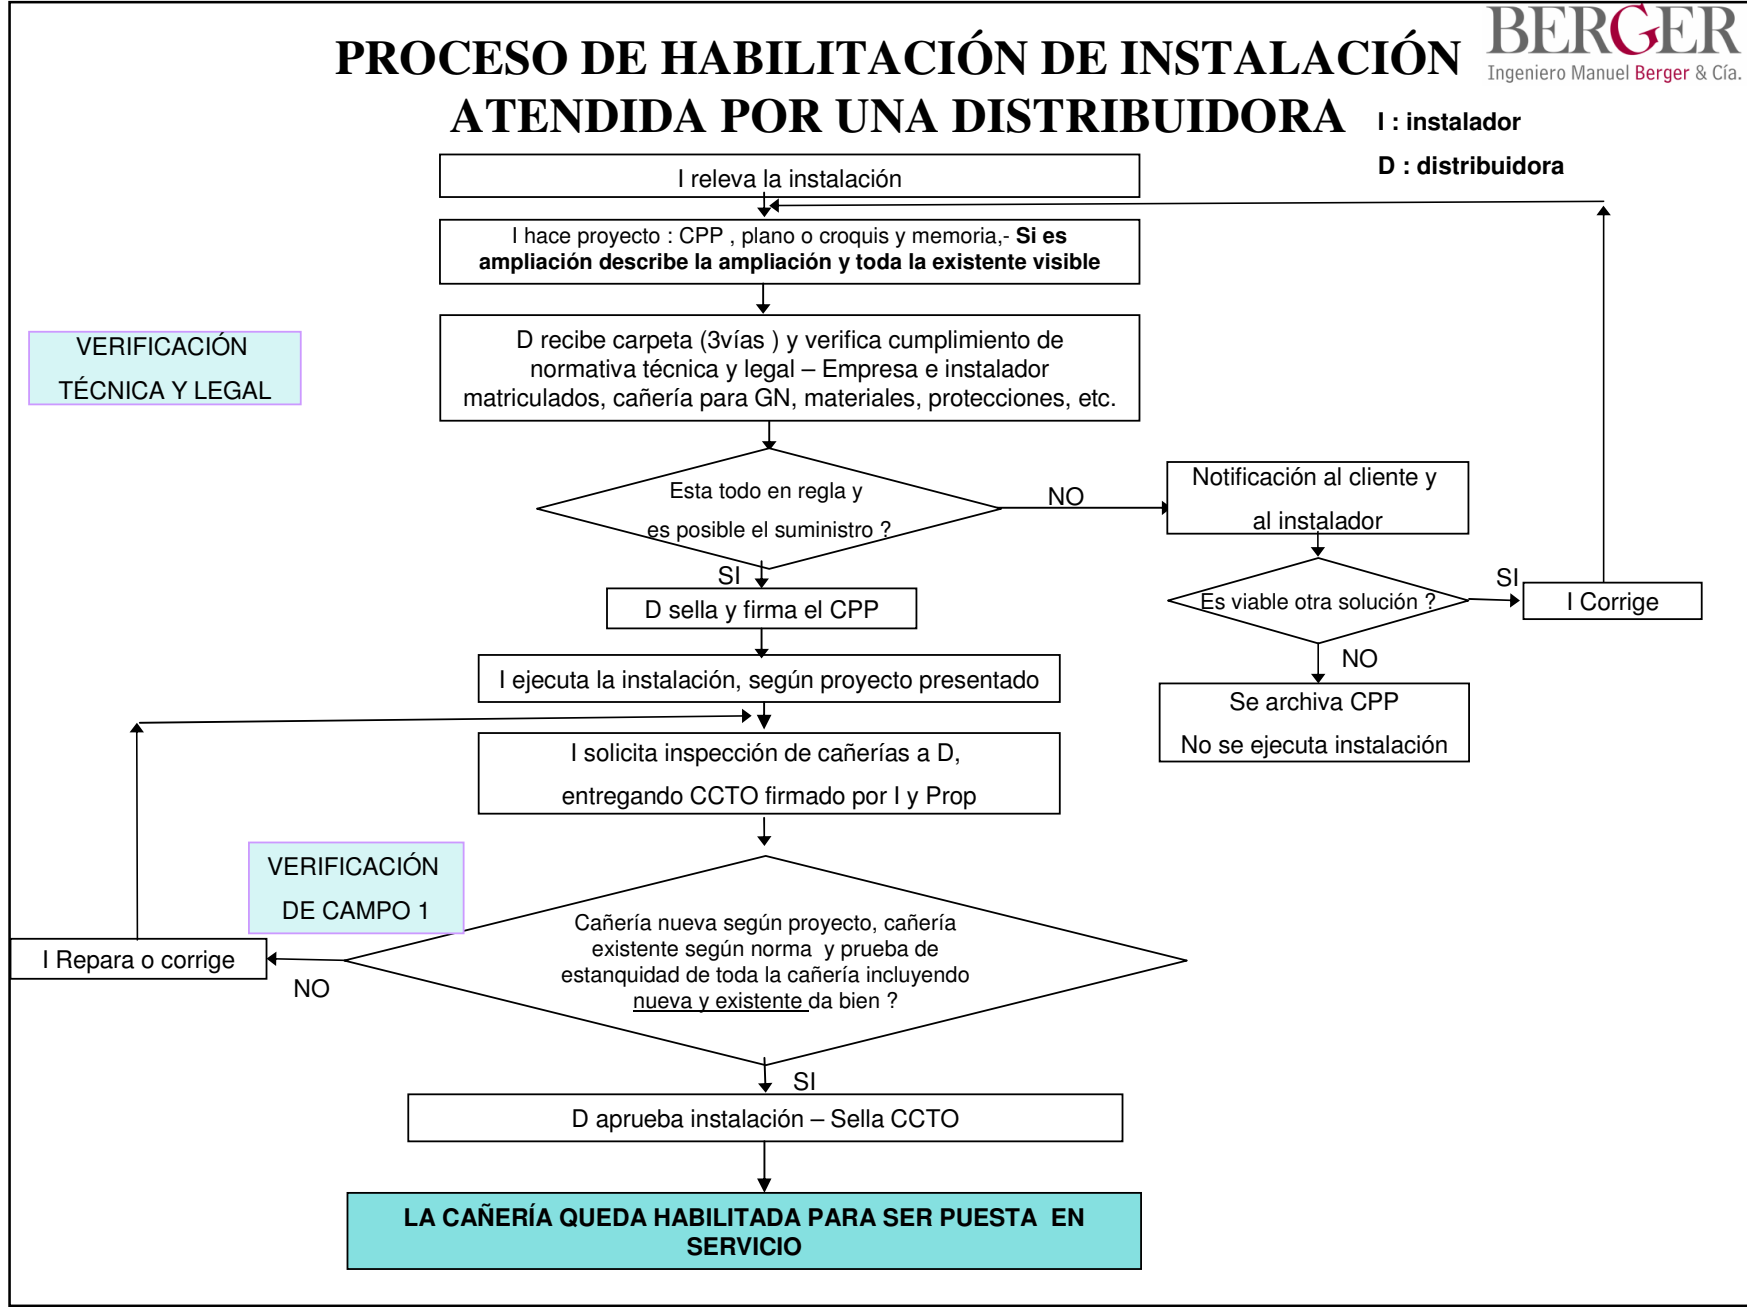 BERGER
Ingeniero Manuel Berger & Cía.
PROCESO DE HABILITACIÓN DE INSTALACIÓN
ATENDIDA POR UNA DISTRIBUIDORA
I : instalador
D : distribuidora
I releva la instalación
I hace proyecto : CPP , plano o croquis y memoria,- Si es
ampliación describe la ampliación y toda la existente visible
VERIFICACIÓN
TÉCNICA Y LEGAL
D recibe carpeta (3vías ) y verifica cumplimiento de
normativa técnica y legal – Empresa e instalador
matriculados, cañería para GN, materiales, protecciones, etc.
Esta todo en regla y
es posible el suministro ?
NO
Notificación al cliente y
al instalador
SI
D sella y firma el CPP
Es viable otra solución ?
SI
I Corrige
NO
Se archiva CPP
No se ejecuta instalación
I ejecuta la instalación, según proyecto presentado
I solicita inspección de cañerías a D,
entregando CCTO firmado por I y Prop
VERIFICACIÓN
DE CAMPO 1
Cañería nueva según proyecto, cañería
existente según norma y prueba de
estanquidad de toda la cañería incluyendo
nueva y existente da bien ?
NO
I Repara o corrige
SI
D aprueba instalación – Sella CCTO
LA CAÑERÍA QUEDA HABILITADA PARA SER PUESTA EN
SERVICIO